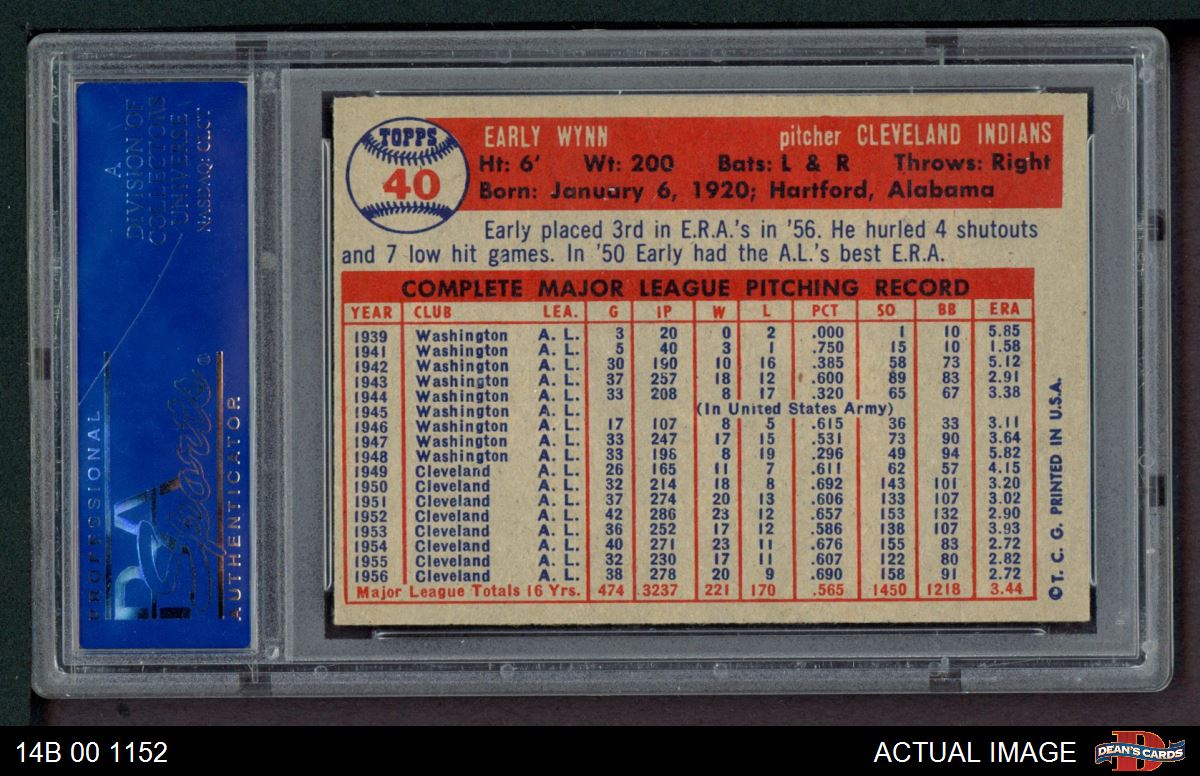 A
DIVISION OF
COLLECTORS
UNIVERSE
NASDAQ: CLCT
PROFESSIONAL
PSA
Sports®
AUTHENTICATOR
TOPPS
40
EARLY WYNN pitcher CLEVELAND INDIANS
Ht: 6' Wt: 200 Bats: L & R Throws: Right
Born: January 6, 1920; Hartford, Alabama
Early placed 3rd in E.R.A.'s in '56. He hurled 4 shutouts
and 7 low hit games. In '50 Early had the A.L.'s best E.R.A.
COMPLETE MAJOR LEAGUE PITCHING RECORD
YEAR CLUB LEA. G IP W L PCT SO BB ERA
1939 Washington A. L. 3 20 0 2 .000 1 10 5.85
1941 Washington A. L. 5 40 3 1 .750 15 10 1.58
1942 Washington A. L. 30 190 10 16 .385 58 73 5.12
1943 Washington A. L. 37 257 18 12 .600 89 83 2.91
1944 Washington A. L. 33 208 8 17 .320 65 67 3.38
1945 Washington A. L. (In United States Army)
1946 Washington A. L. 17 107 8 5 .615 36 33 3.11
1947 Washington A. L. 33 247 17 15 .531 73 90 3.64
1948 Washington A. L. 33 198 8 19 .296 49 94 5.82
1949 Cleveland A. L. 26 165 11 7 .611 62 57 4.15
1950 Cleveland A. L. 32 214 18 8 .692 143 101 3.20
1951 Cleveland A. L. 37 274 20 13 .606 133 107 3.02
1952 Cleveland A. L. 42 286 23 12 .657 153 132 2.90
1953 Cleveland A. L. 36 252 17 12 .586 138 107 3.93
1954 Cleveland A. L. 40 271 23 11 .676 155 83 2.72
1955 Cleveland A. L. 32 230 17 11 .607 122 80 2.82
1956 Cleveland A. L. 38 278 20 9 .690 158 91 2.72
Major League Totals 16 Yrs. 474 3237 221 170 .565 1450 1218 3.44
© T. C. G. PRINTED IN U.S.A.
14B 00 1152
ACTUAL IMAGE
DEAN'S CARDS